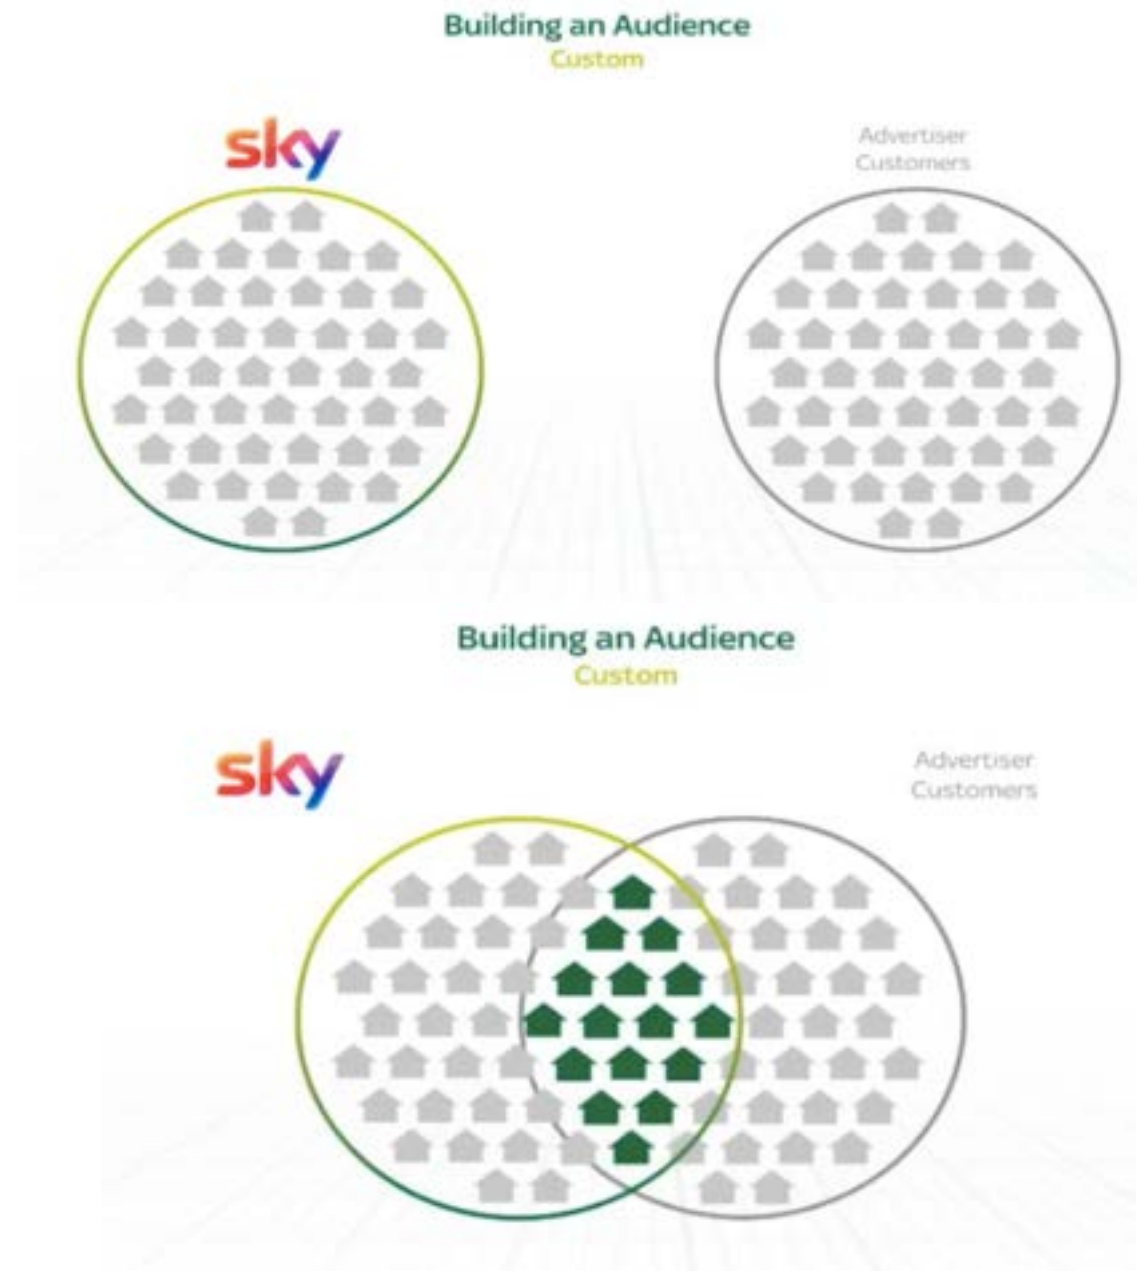 Building an Audience
Custom
sky
Advertiser
Customers
Building an Audience
Custom
sky
Advertiser
Customers